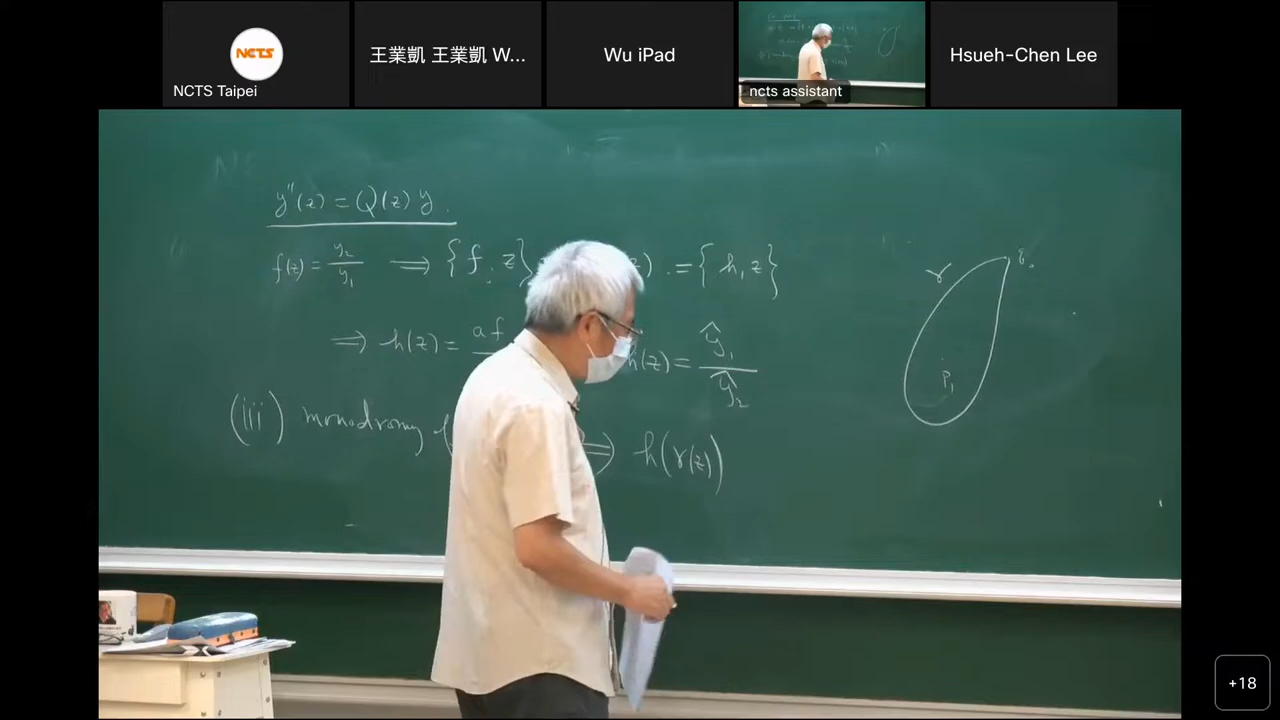 NCTS
NCTS Taipei
王業凱 王業凱 W...
Wu iPad
ncts assistant
Hsueh-Chen Lee
y''(z) = Q(z) y.
f(z) = y₂/y₁ ⟹ {f, z} z) . = {h, z}
⟹ h(z) = af h(z) = ŷ₁/ŷ₂
(iii) monodromy ( ⟹ h(γ(z))
γ
P₁
+18